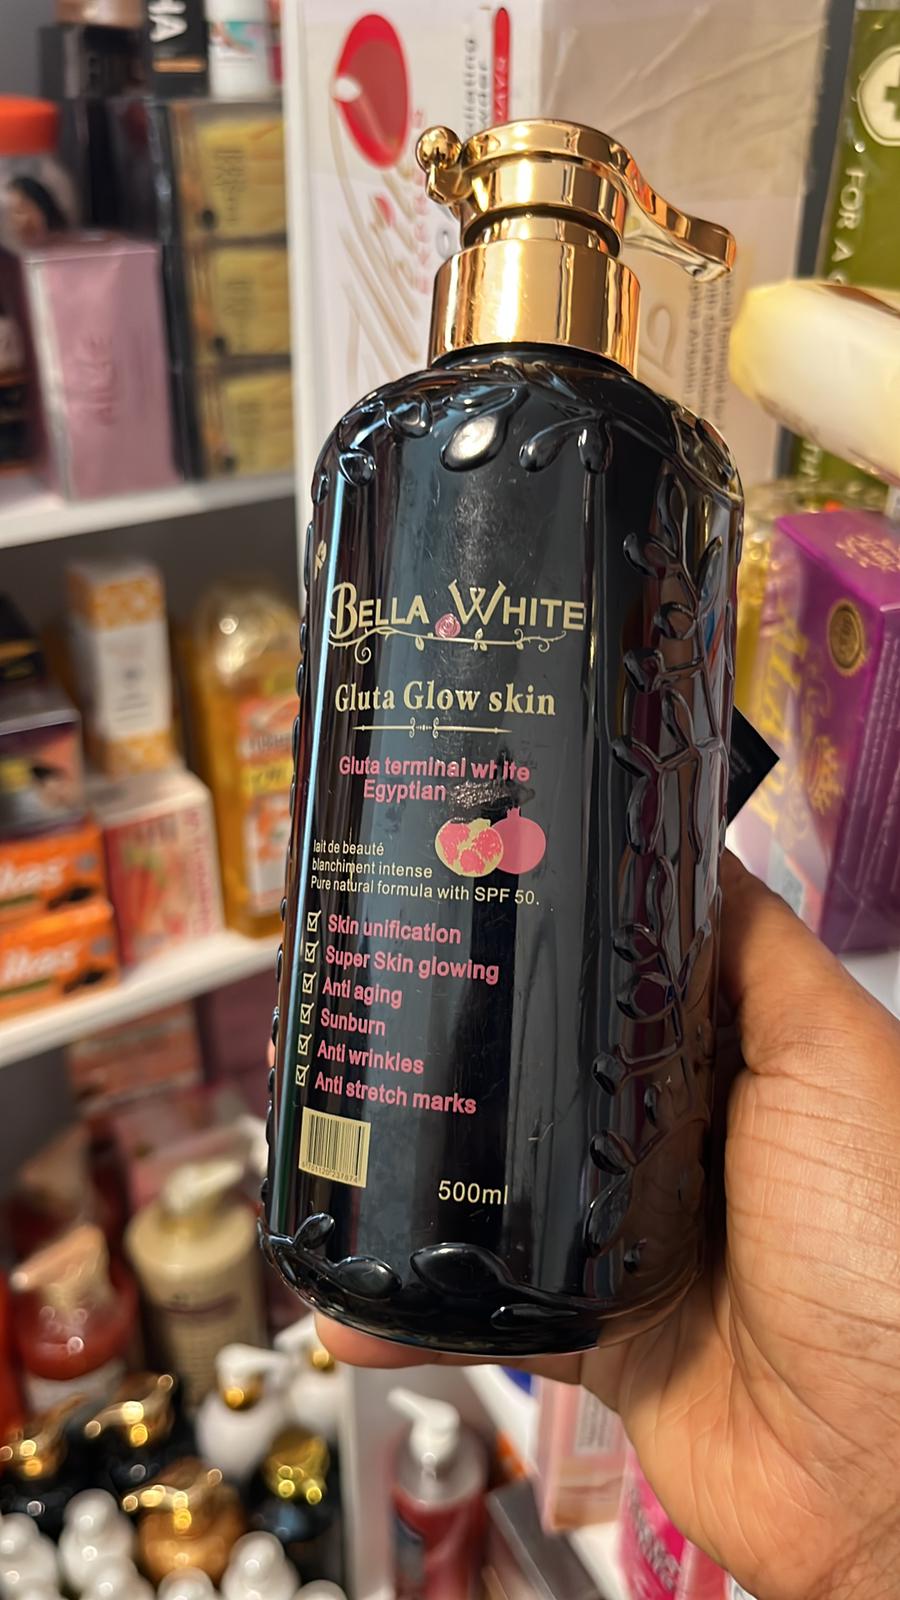 BELLA WHITE
Gluta Glow skin
Gluta terminal white
Egyptian
lait de beauté
blanchiment intense
Pure natural formula with SPF 50.
Skin unification
Super Skin glowing
Anti aging
Sunburn
Anti wrinkles
Anti stretch marks
500ml
FOR A